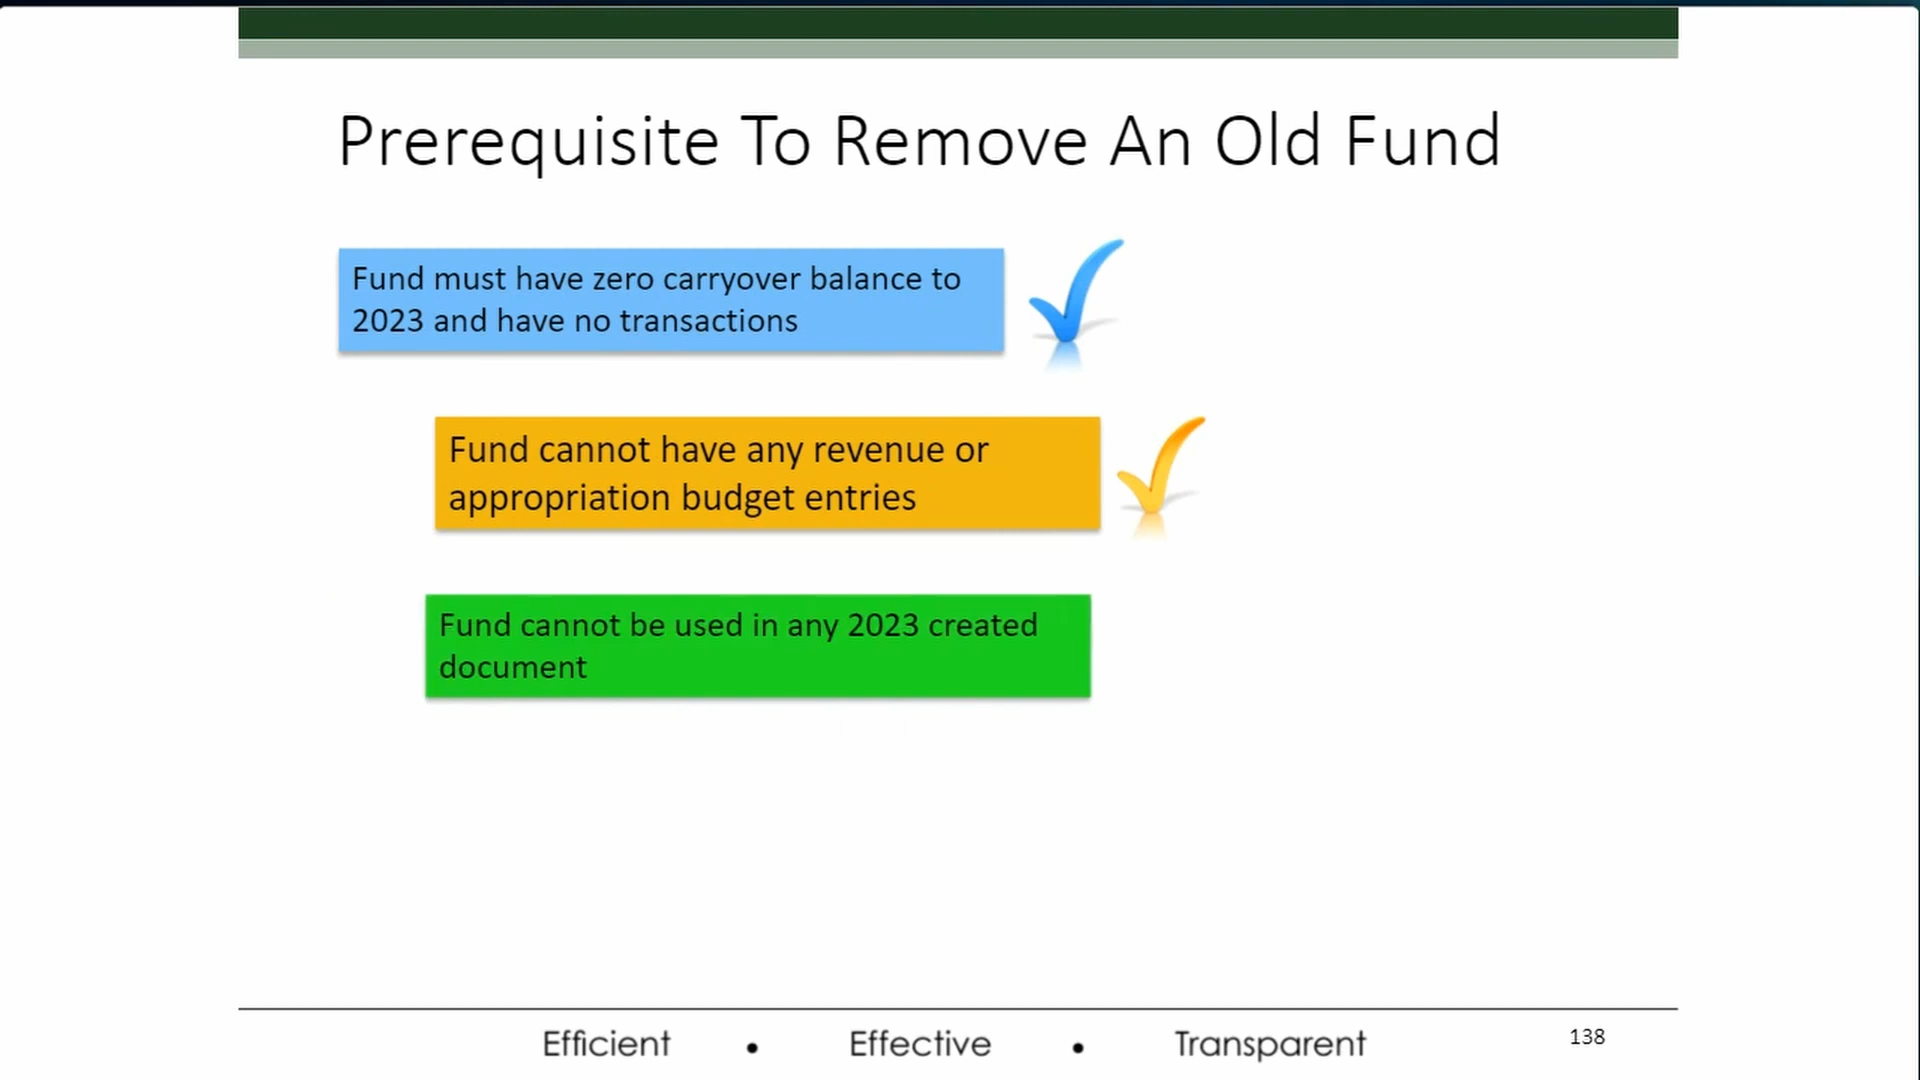 Prerequisite To Remove An Old Fund
Fund must have zero carryover balance to
2023 and have no transactions
Fund cannot have any revenue or
appropriation budget entries
Fund cannot be used in any 2023 created
document
Efficient • Effective • Transparent 138